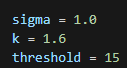 sigma = 1.0
k = 1.6
threshold = 15